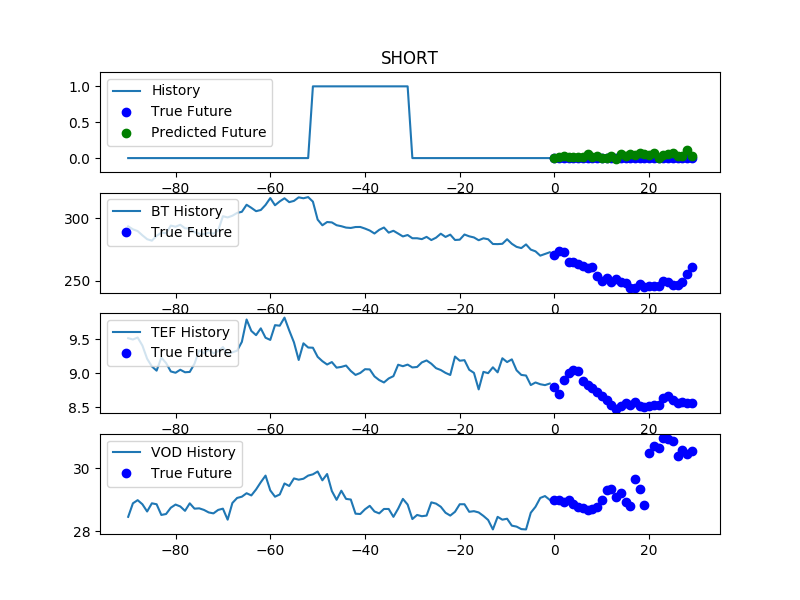 SHORT
1.0
0.5
0.0
History
True Future
Predicted Future
−80 −60 −40 −20 0 20
300
250
BT History
True Future
−80 −60 −40 −20 0 20
9.5
9.0
8.5
TEF History
True Future
−80 −60 −40 −20 0 20
30
28
VOD History
True Future
−80 −60 −40 −20 0 20